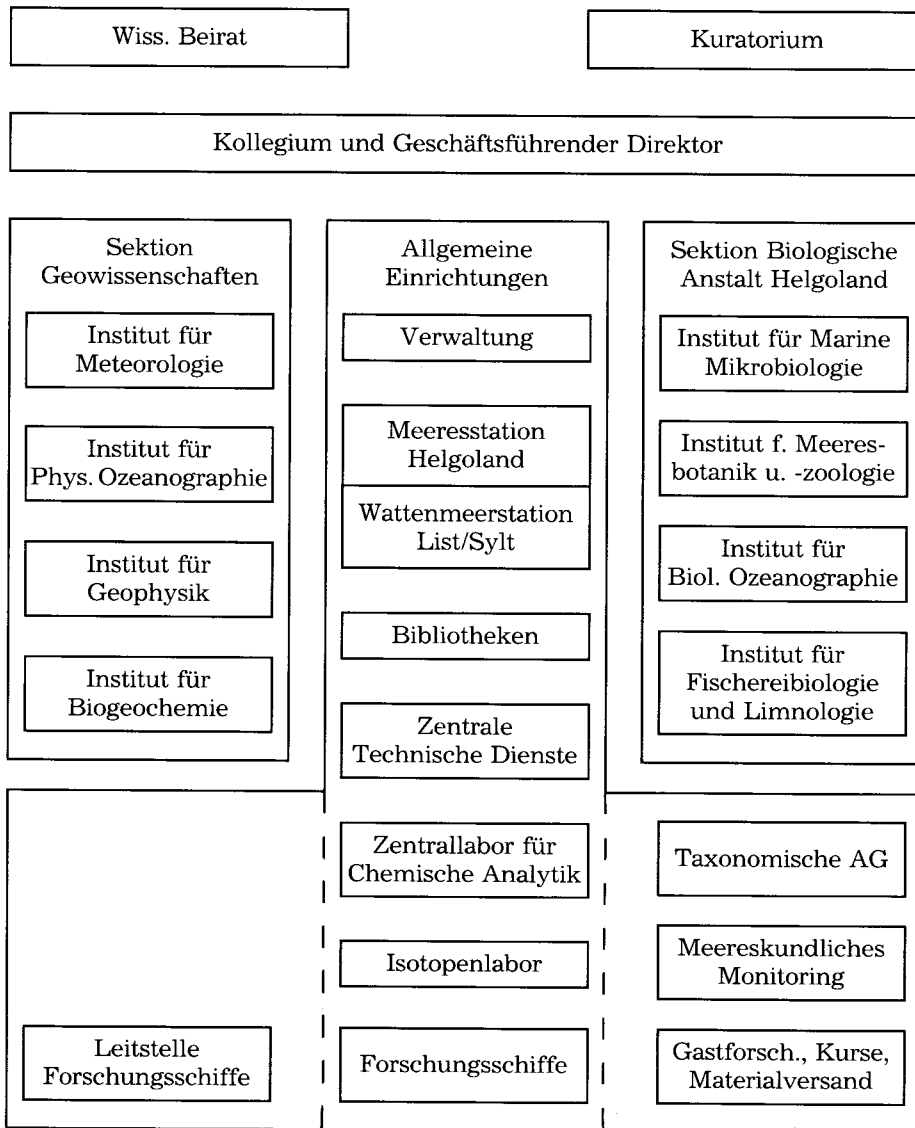 Wiss. Beirat
Kuratorium
Kollegium und Geschäftsführender Direktor
Sektion
Geowissenschaften
Institut für
Meteorologie
Institut für
Phys. Ozeanographie
Institut für
Geophysik
Institut für
Biogeochemie
Allgemeine
Einrichtungen
Verwaltung
Meeresstation
Helgoland
Wattenmeerstation
List/Sylt
Bibliotheken
Zentrale
Technische Dienste
Zentrallabor für
Chemische Analytik
Isotopenlabor
Forschungsschiffe
Sektion Biologische
Anstalt Helgoland
Institut für Marine
Mikrobiologie
Institut f. Meeres-
botanik u. -zoologie
Institut für
Biol. Ozeanographie
Institut für
Fischereibiologie
und Limnologie
Leitstelle
Forschungsschiffe
Taxonomische AG
Meereskundliches
Monitoring
Gastforsch., Kurse,
Materialversand